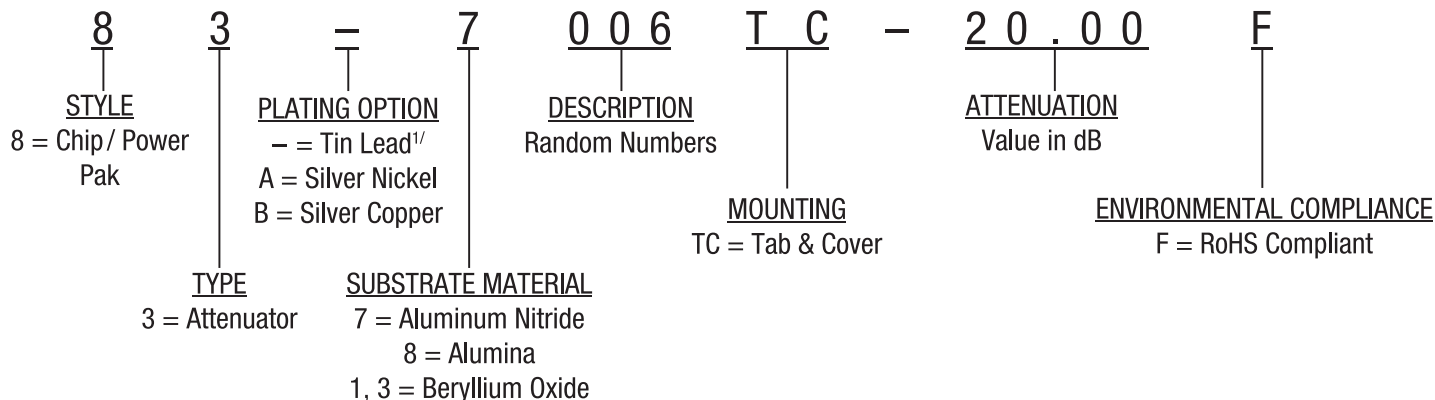 8 3 – 7 0 0 6 T C - 2 0 . 0 0 F
STYLE
8 = Chip / Power
Pak
PLATING OPTION
– = Tin Lead1/
A = Silver Nickel
B = Silver Copper
DESCRIPTION
Random Numbers
ATTENUATION
Value in dB
MOUNTING
TC = Tab & Cover
ENVIRONMENTAL COMPLIANCE
F = RoHS Compliant
TYPE
3 = Attenuator
SUBSTRATE MATERIAL
7 = Aluminum Nitride
8 = Alumina
1, 3 = Beryllium Oxide